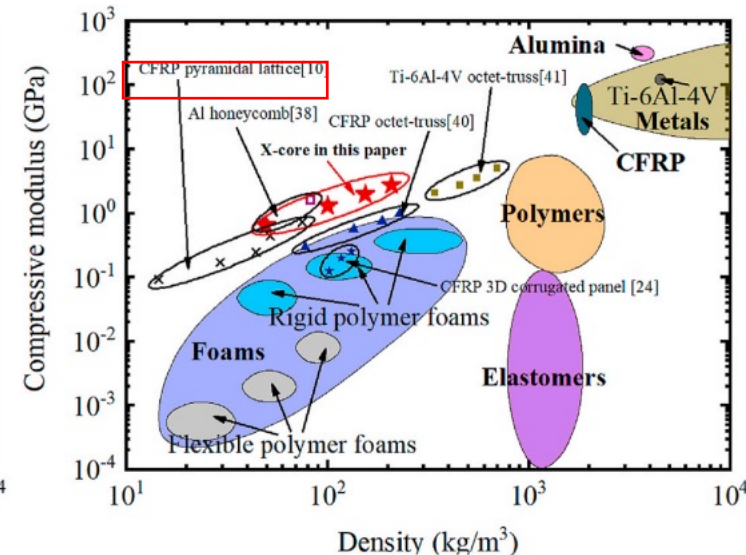 10³
10²
10¹
10⁰
10⁻¹
10⁻²
10⁻³
10⁻⁴
Compressive modulus (GPa)
Alumina
CFRP pyramidal lattice[10]
Ti-6Al-4V octet-truss[41]
Ti-6Al-4V
Metals
Al honeycomb[38]
CFRP octet-truss[40]
X-core in this paper
CFRP
Polymers
CFRP 3D corrugated panel [24]
Rigid polymer foams
Foams
Elastomers
Flexible polymer foams
4
10¹
10²
10³
10⁴
Density (kg/m³)